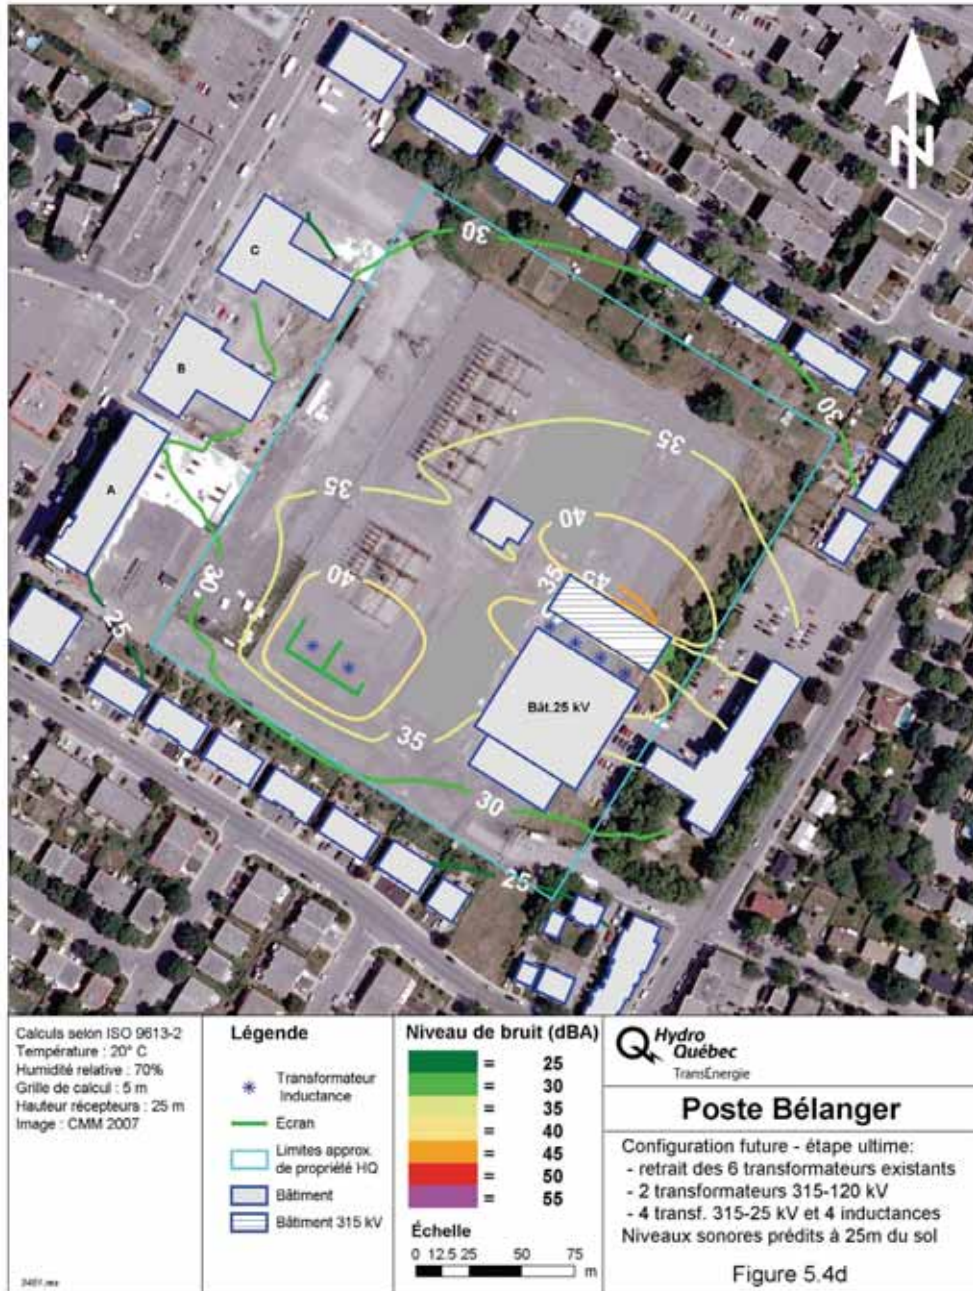 N
30
C
B
A
30
35
35
40
40
35
45
30
25
Bât.25 kV
35
30
25
Calculs selon ISO 9613-2
Température : 20° C
Humidité relative : 70%
Grille de calcul : 5 m
Hauteur récepteurs : 25 m
Image : CMM 2007
Légende
Transformateur
Inductance
Ecran
Limites approx.
de propriété HQ
Bâtiment
Bâtiment 315 kV
Niveau de bruit (dBA)
= 25
= 30
= 35
= 40
= 45
= 50
= 55
Échelle
0 12.5 25 50 75
m
Hydro
Québec
TransÉnergie
Poste Bélanger
Configuration future - étape ultime:
- retrait des 6 transformateurs existants
- 2 transformateurs 315-120 kV
- 4 transf. 315-25 kV et 4 inductances
Niveaux sonores prédits à 25m du sol
Figure 5.4d